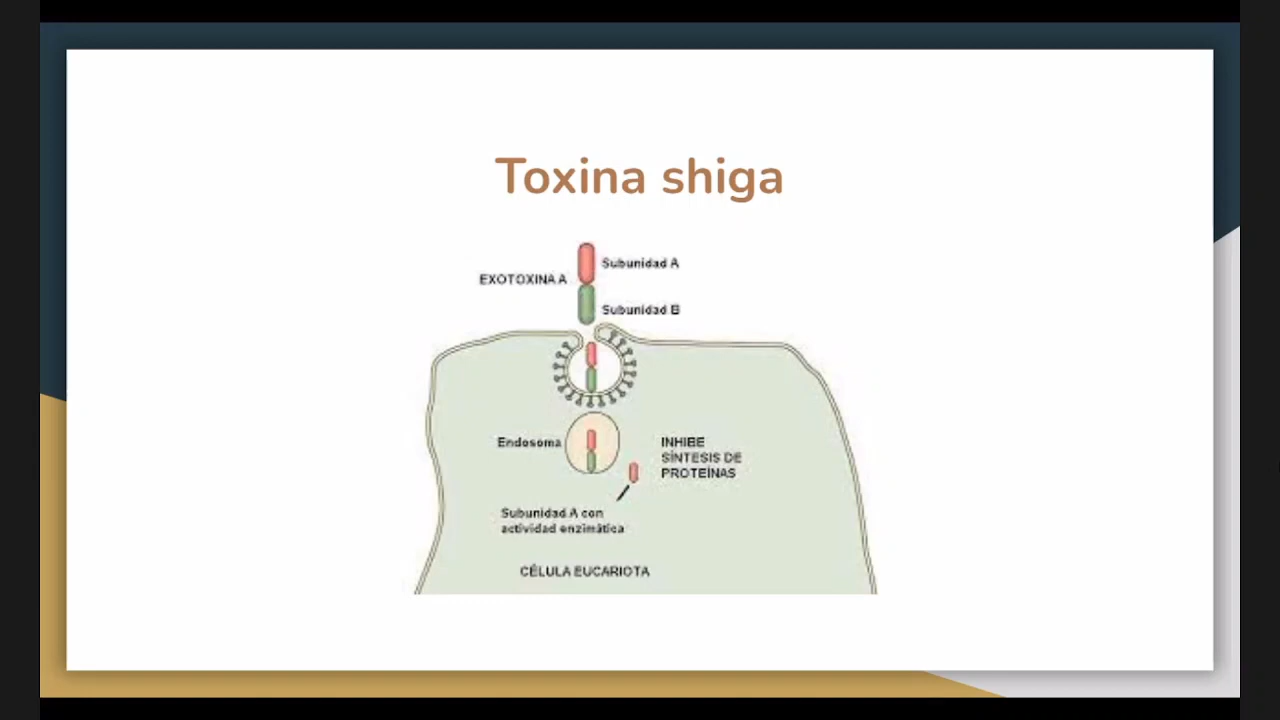 Toxina shiga
Subunidad A
EXOTOXINA A
Subunidad B
Endosoma
INHIBE
SÍNTESIS DE
PROTEÍNAS
Subunidad A con
actividad enzimática
CÉLULA EUCARIOTA